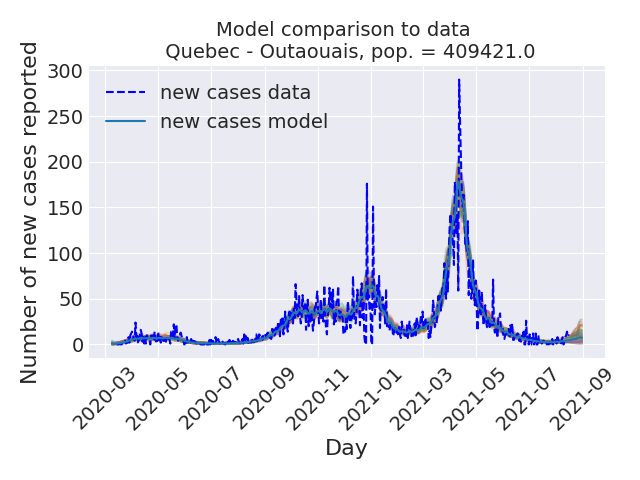 Model comparison to data
Quebec - Outaouais, pop. = 409421.0
Number of new cases reported
300
250
200
150
100
50
0
new cases data
new cases model
2020-03
2020-05
2020-07
2020-09
2020-11
2021-01
2021-03
2021-05
2021-07
2021-09
Day